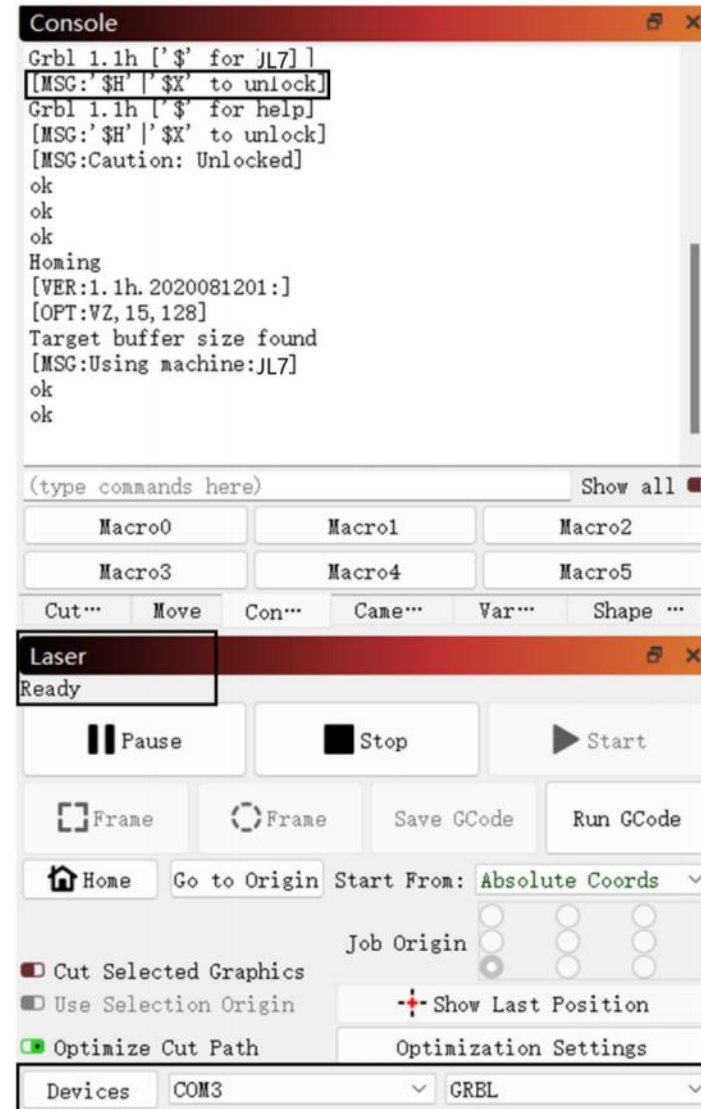 Console
Grbl 1.1h ['$' for JL7] ]
[MSG:'$H'|'$X' to unlock]
Grbl 1.1h ['$' for help]
[MSG:'$H'|'$X' to unlock]
[MSG:Caution: Unlocked]
ok
ok
ok
Homing
[VER:1.1h.2020081201:]
[OPT:VZ,15,128]
Target buffer size found
[MSG:Using machine:JL7]
ok
ok
(type commands here) Show all
Macro0 Macro1 Macro2
Macro3 Macro4 Macro5
Cut··· Move Con··· Came··· Var··· Shape ···
Laser
Ready
Pause Stop Start
Frame Frame Save GCode Run GCode
Home Go to Origin Start From: Absolute Coords
Job Origin
Cut Selected Graphics
Use Selection Origin Show Last Position
Optimize Cut Path Optimization Settings
Devices COM3 GRBL